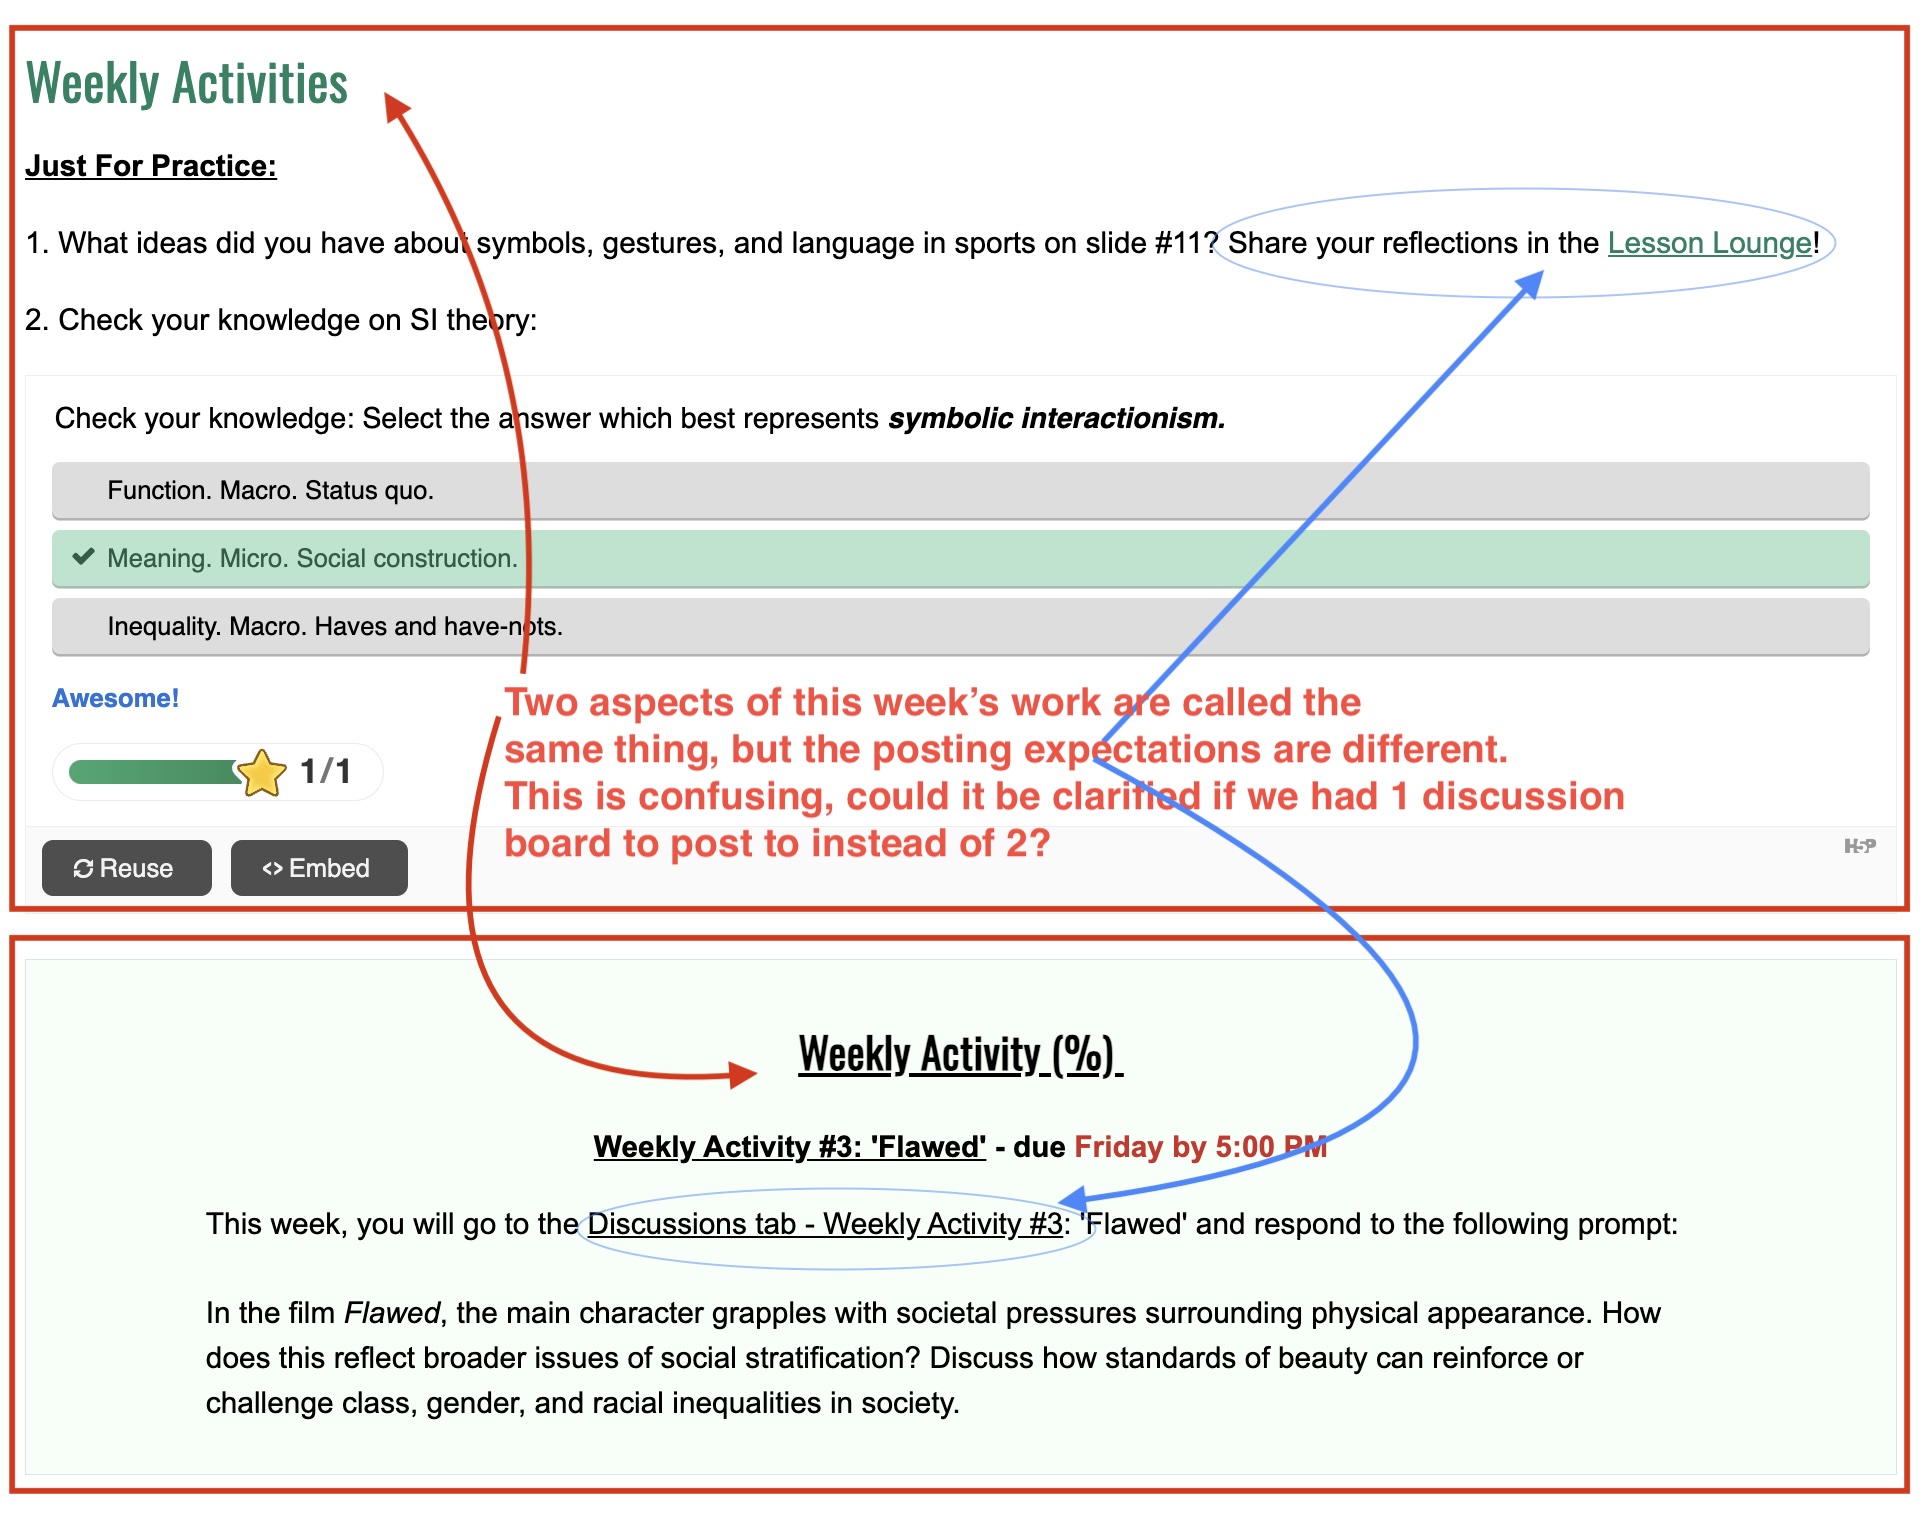 Weekly Activities
Just For Practice:
1. What ideas did you have about symbols, gestures, and language in sports on slide #11? Share your reflections in the Lesson Lounge!
2. Check your knowledge on SI theory:
Check your knowledge: Select the answer which best represents symbolic interactionism.
Function. Macro. Status quo.
Meaning. Micro. Social construction.
Inequality. Macro. Haves and have-nots.
Awesome!
1/1
Two aspects of this week’s work are called the
same thing, but the posting expectations are different.
This is confusing, could it be clarified if we had 1 discussion
board to post to instead of 2?
Reuse
<> Embed
H5P
Weekly Activity (%)
Weekly Activity #3: 'Flawed' - due Friday by 5:00 PM
This week, you will go to the Discussions tab - Weekly Activity #3: 'Flawed' and respond to the following prompt:
In the film Flawed, the main character grapples with societal pressures surrounding physical appearance. How
does this reflect broader issues of social stratification? Discuss how standards of beauty can reinforce or
challenge class, gender, and racial inequalities in society.